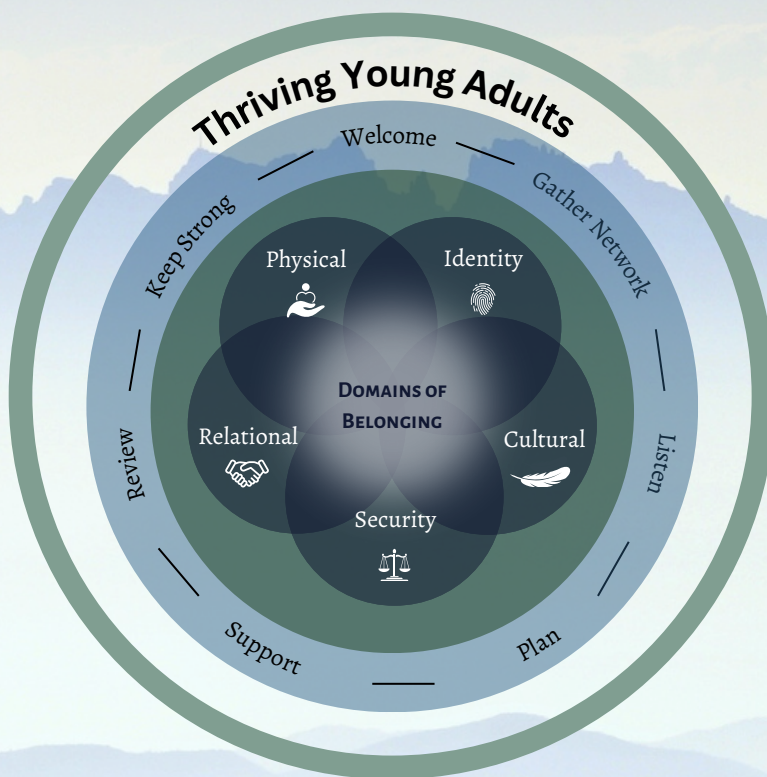 Thriving Young Adults
Welcome
Gather Network
Listen
Plan
Support
Review
Keep Strong
Physical
Identity
Cultural
Security
Relational
Domains of
Belonging